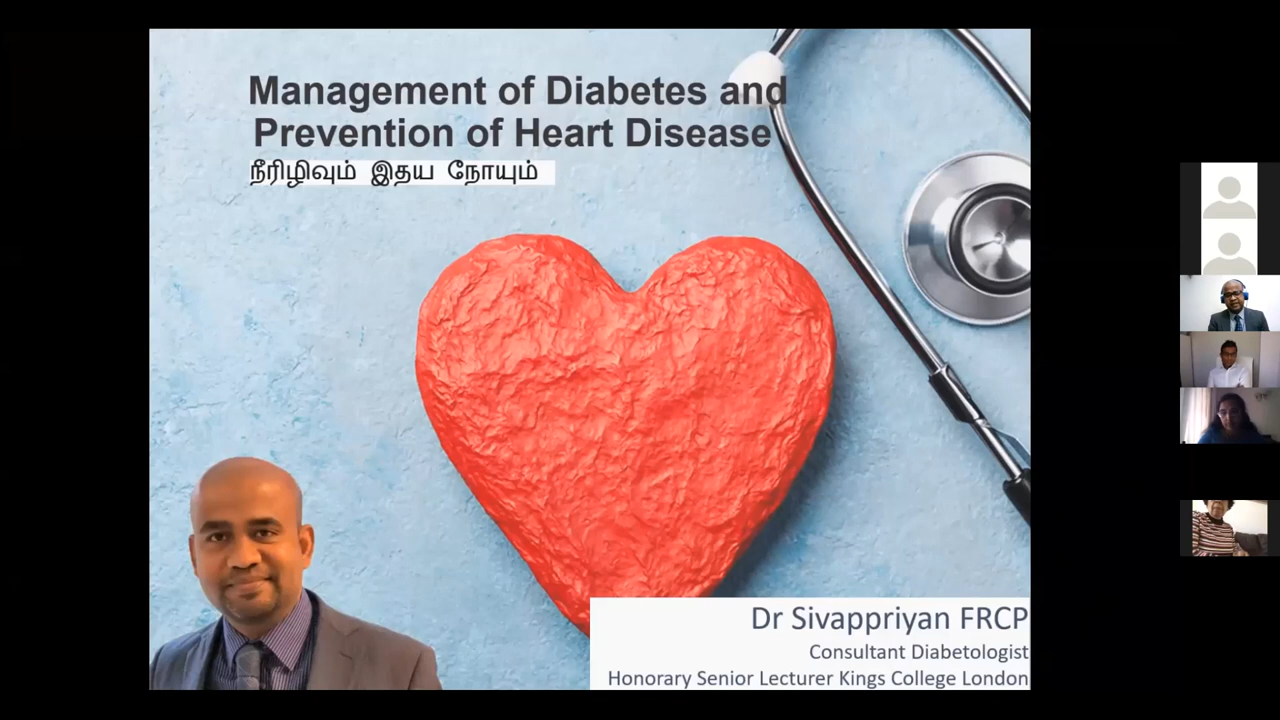 Management of Diabetes and
Prevention of Heart Disease
நீரிழிவும் இதய நோயும்
Dr Sivappriyan FRCP
Consultant Diabetologist
Honorary Senior Lecturer Kings College London